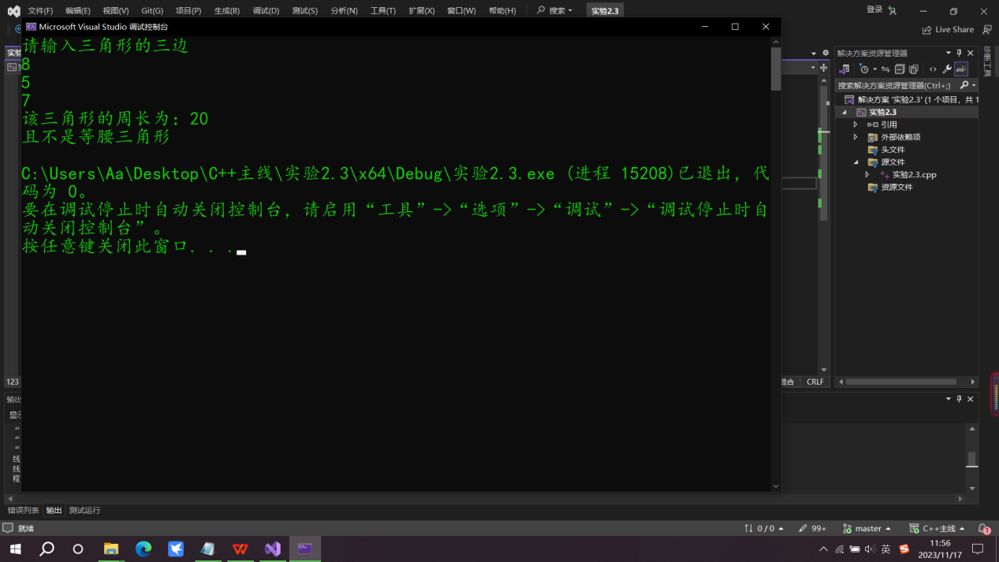 文件(F) 编辑(E) 视图(V) Git(G) 项目(P) 生成(B) 调试(D) 测试(S) 分析(N) 工具(T) 扩展(X) 窗口(W) 帮助(H) 搜索 实验2.3 登录
Live Share
Microsoft Visual Studio 调试控制台
请输入三角形的三边
8
5
7
该三角形的周长为: 20
且不是等腰三角形
C:\Users\Aa\Desktop\C++主线\实验2.3\x64\Debug\实验2.3.exe (进程 15208)已退出，代
码为 0。
要在调试停止时自动关闭控制台，请启用“工具”->“选项”->“调试”->“调试停止时自
动关闭控制台”。
按任意键关闭此窗口. . .
解决方案资源管理器
搜索解决方案资源管理器(Ctrl+;)
解决方案 '实验2.3' (1 个项目，共 1
实验2.3
引用
外部依赖项
头文件
源文件
实验2.3.cpp
资源文件
诊断工具
123
混合 CRLF
输出
错误列表 输出 测试运行
就绪 0 / 0 99+ master C++主线 1
英 11:56
2023/11/17